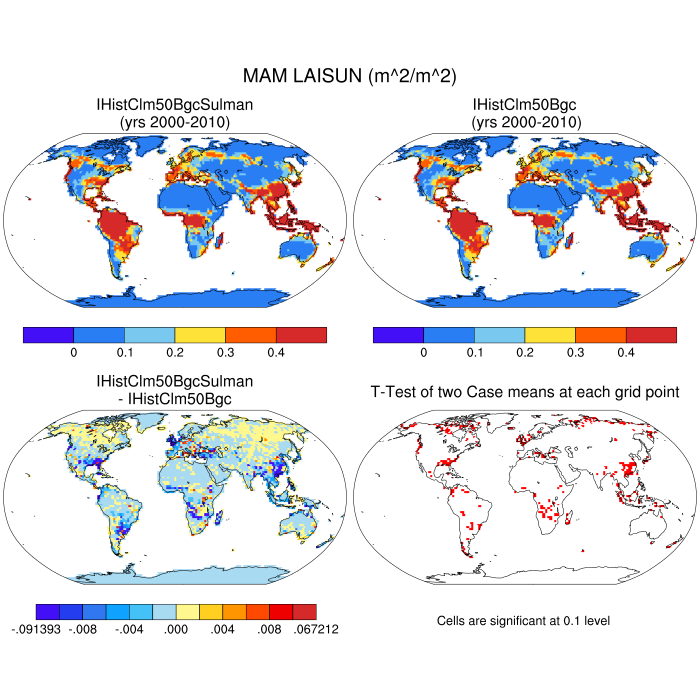 MAM LAISUN (m^2/m^2)
IHistClm50BgcSulman
(yrs 2000-2010)
IHistClm50Bgc
(yrs 2000-2010)
0 0.1 0.2 0.3 0.4
0 0.1 0.2 0.3 0.4
IHistClm50BgcSulman
- IHistClm50Bgc
T-Test of two Case means at each grid point
-.091393 -.008 -.004 .000 .004 .008 .067212
Cells are significant at 0.1 level